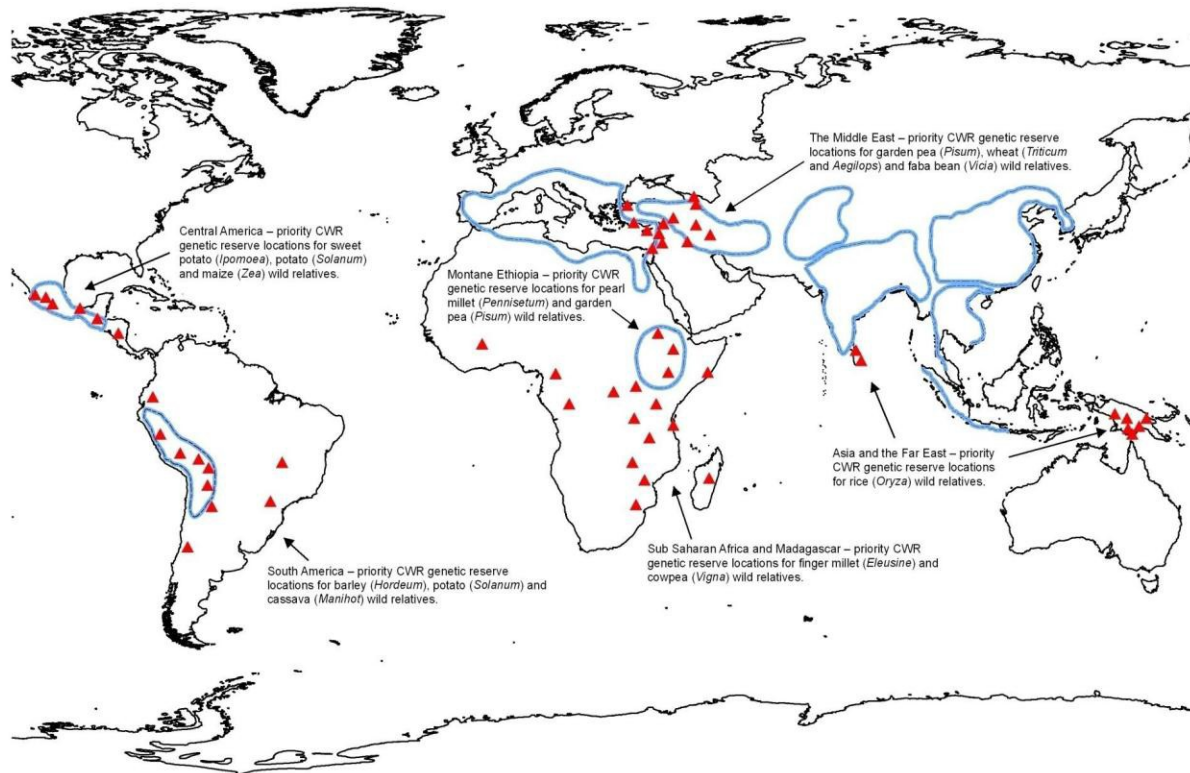 The Middle East – priority CWR genetic reserve
locations for garden pea (Pisum), wheat (Triticum
and Aegilops) and faba bean (Vicia) wild relatives.
Central America – priority CWR
genetic reserve locations for sweet
potato (Ipomoea), potato (Solanum)
and maize (Zea) wild relatives.
Montane Ethiopia – priority CWR
genetic reserve locations for pearl
millet (Pennisetum) and garden
pea (Pisum) wild relatives.
Asia and the Far East – priority
CWR genetic reserve locations
for rice (Oryza) wild relatives.
Sub Saharan Africa and Madagascar – priority CWR
genetic reserve locations for finger millet (Eleusine) and
cowpea (Vigna) wild relatives.
South America – priority CWR genetic reserve
locations for barley (Hordeum), potato (Solanum) and
cassava (Manihot) wild relatives.